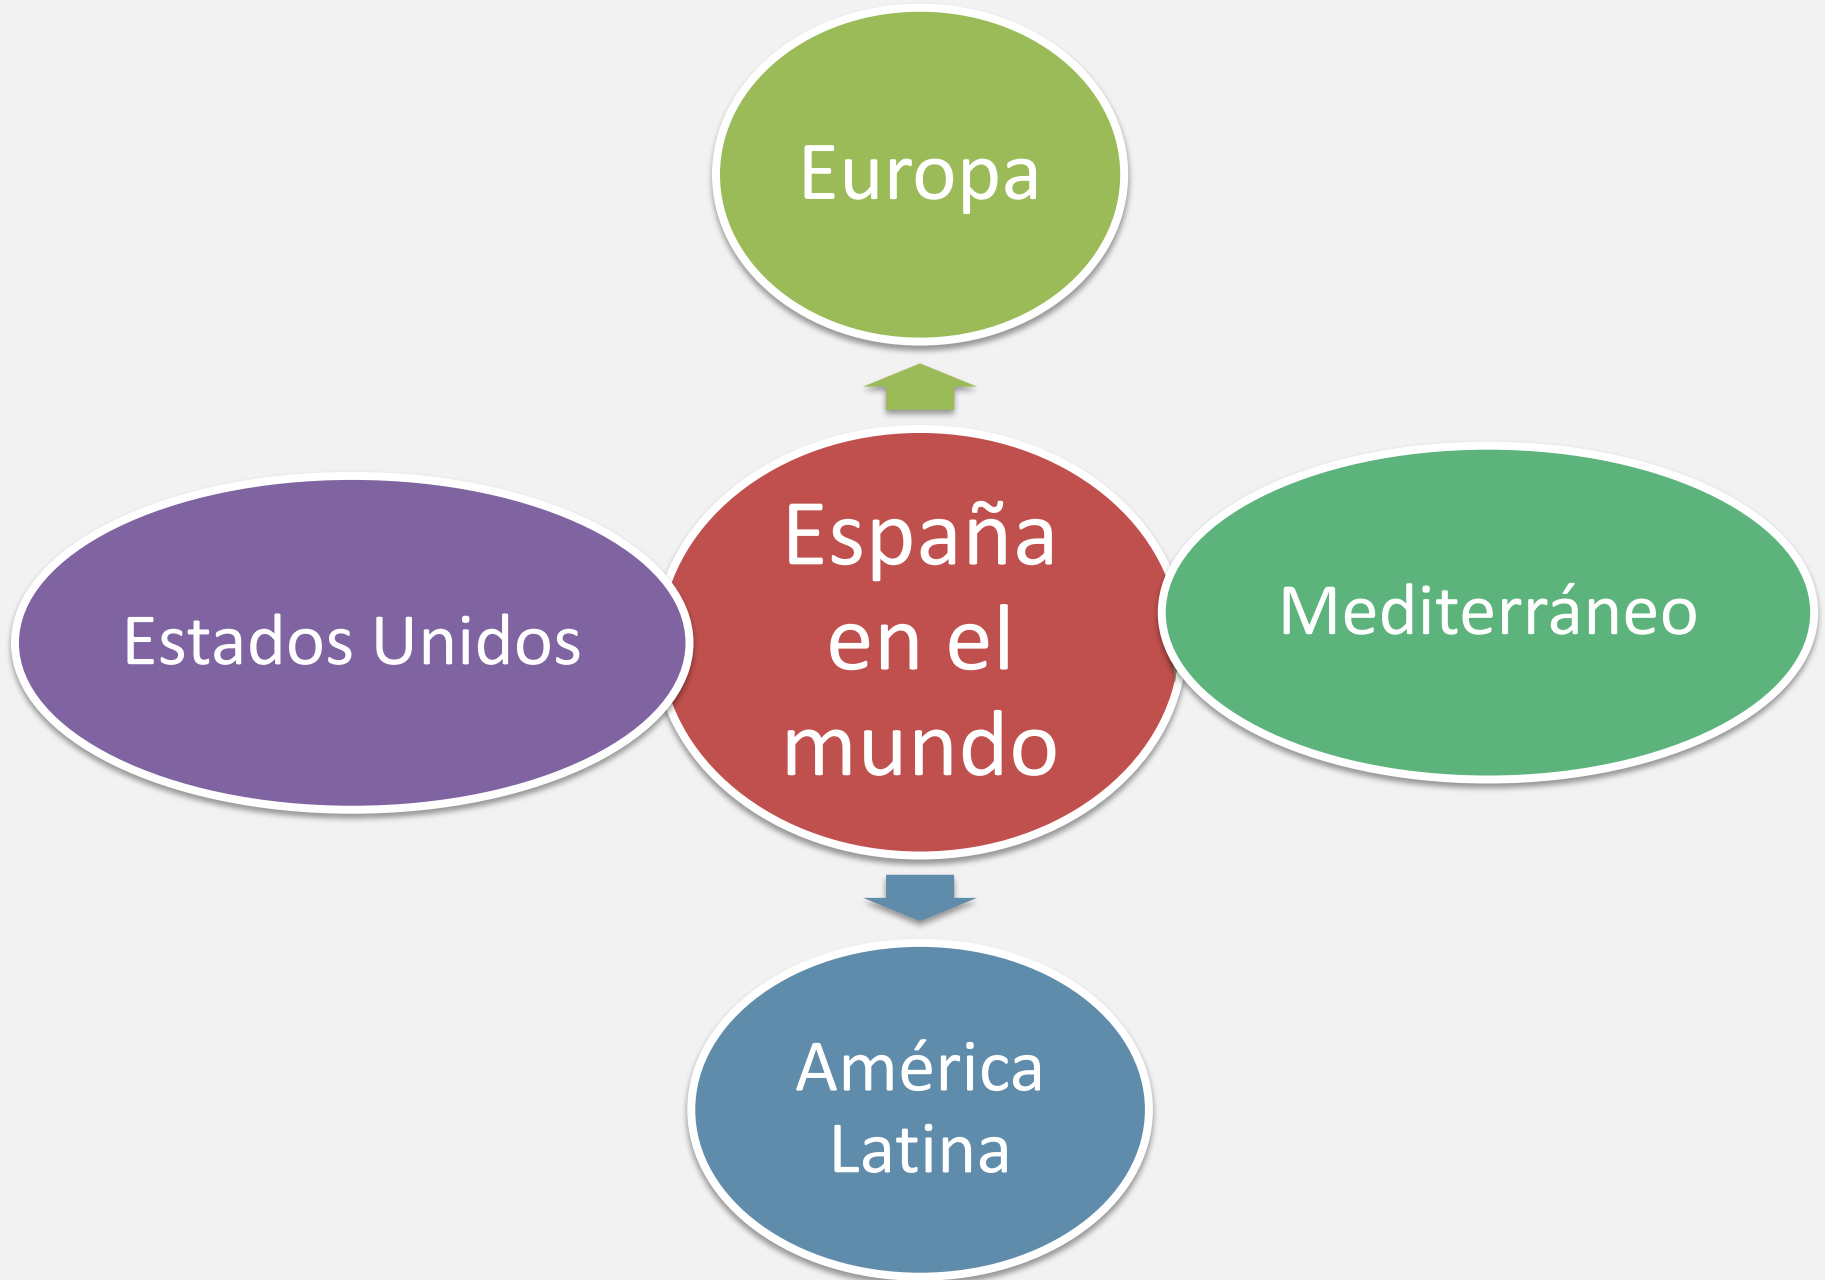 Europa
Estados Unidos
España
en el
mundo
Mediterráneo
América
Latina